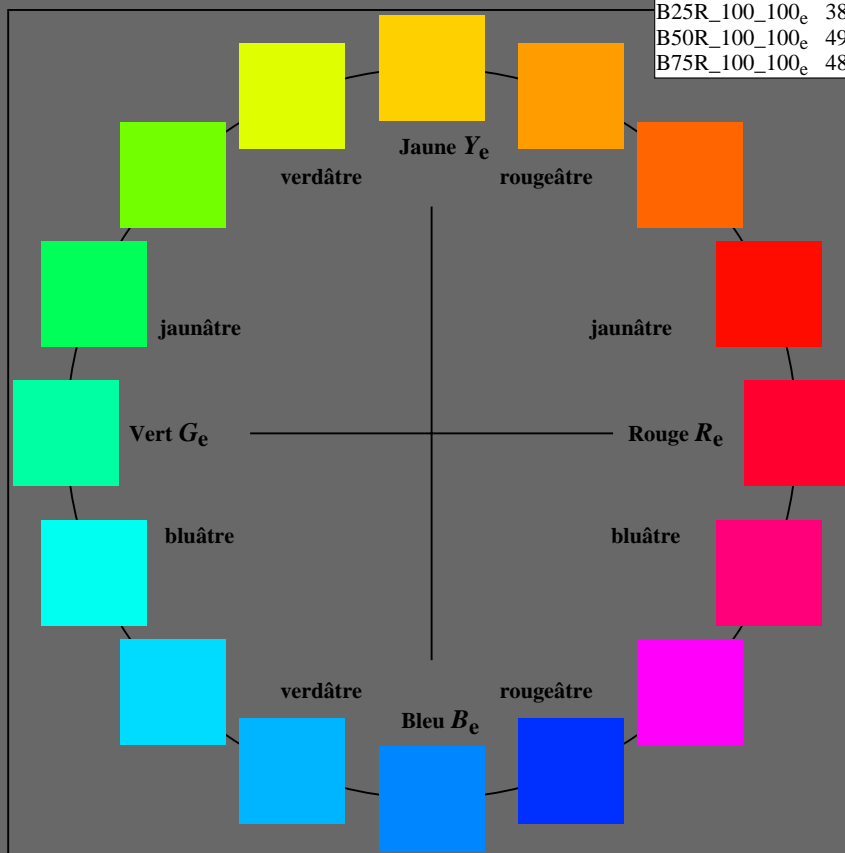 B25R_100_100e 38
B50R_100_100e 49
B75R_100_100e 48
Jaune Ye
verdâtre rougeâtre
jaunâtre jaunâtre
Vert Ge Rouge Re
bluâtre bluâtre
verdâtre rougeâtre
Bleu Be